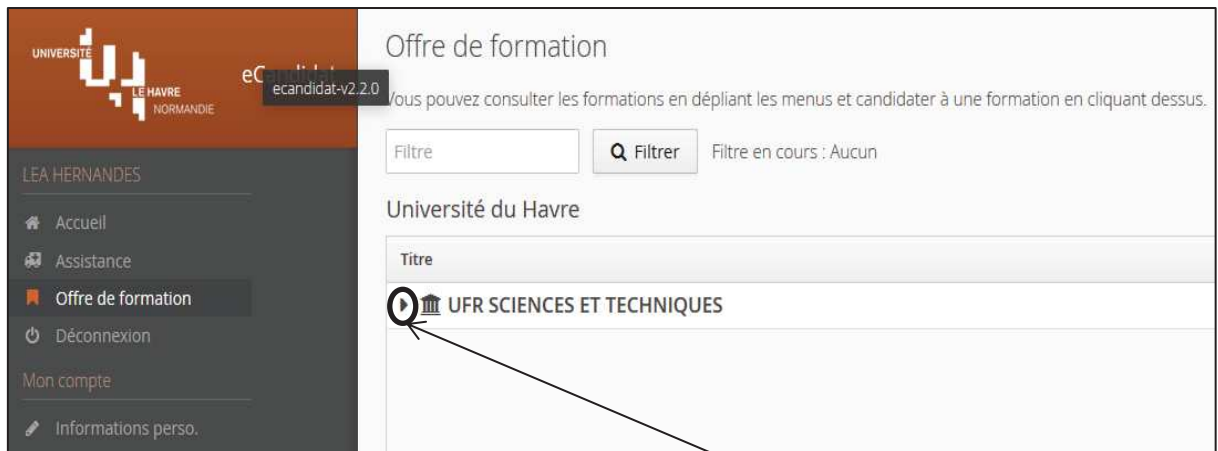 UNIVERSITÉ
LE HAVRE
NORMANDIE
ecandidat-v2.2.0
LEA HERNANDES
Accueil
Assistance
Offre de formation
Déconnexion
Mon compte
Informations perso.
Offre de formation
Vous pouvez consulter les formations en dépliant les menus et candidater à une formation en cliquant dessus.
Filtre
Filtrer
Filtre en cours : Aucun
Université du Havre
Titre
UFR SCIENCES ET TECHNIQUES